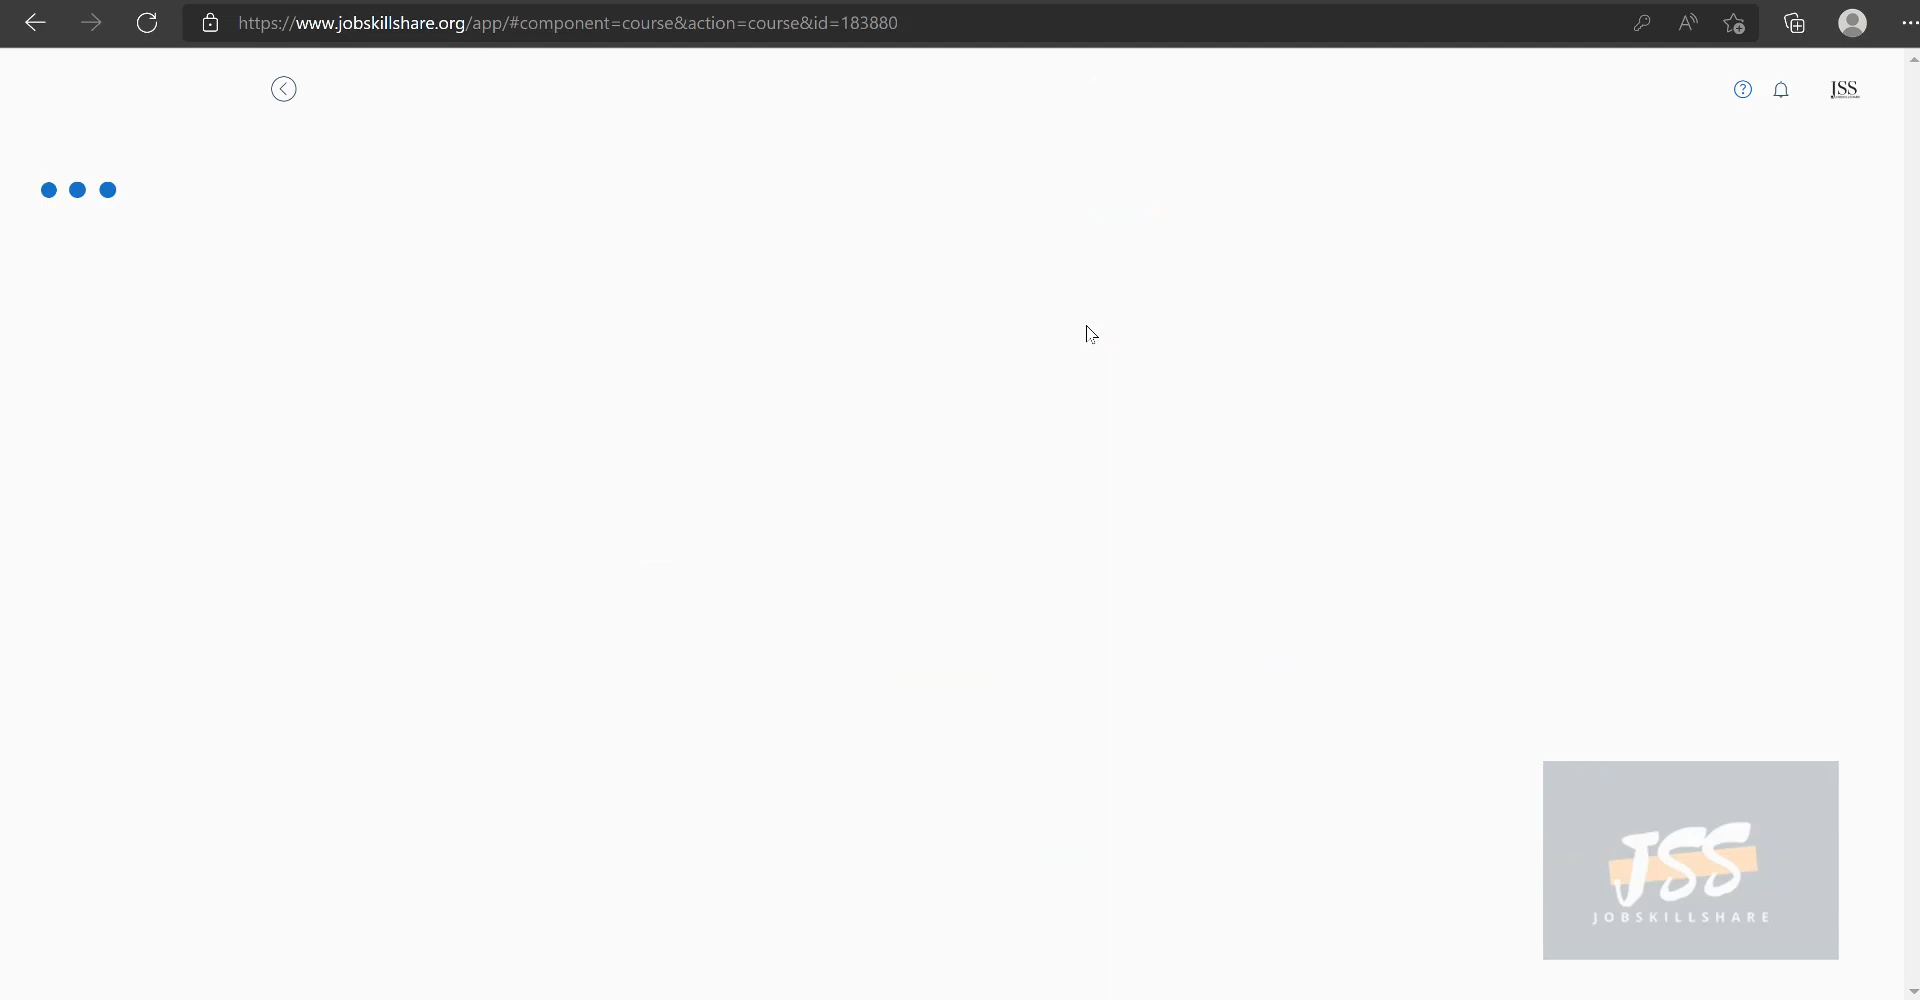 https://www.jobskillshare.org/app/#component=course&action=course&id=183880
JSS
JSS
JOBSKILLSHARE